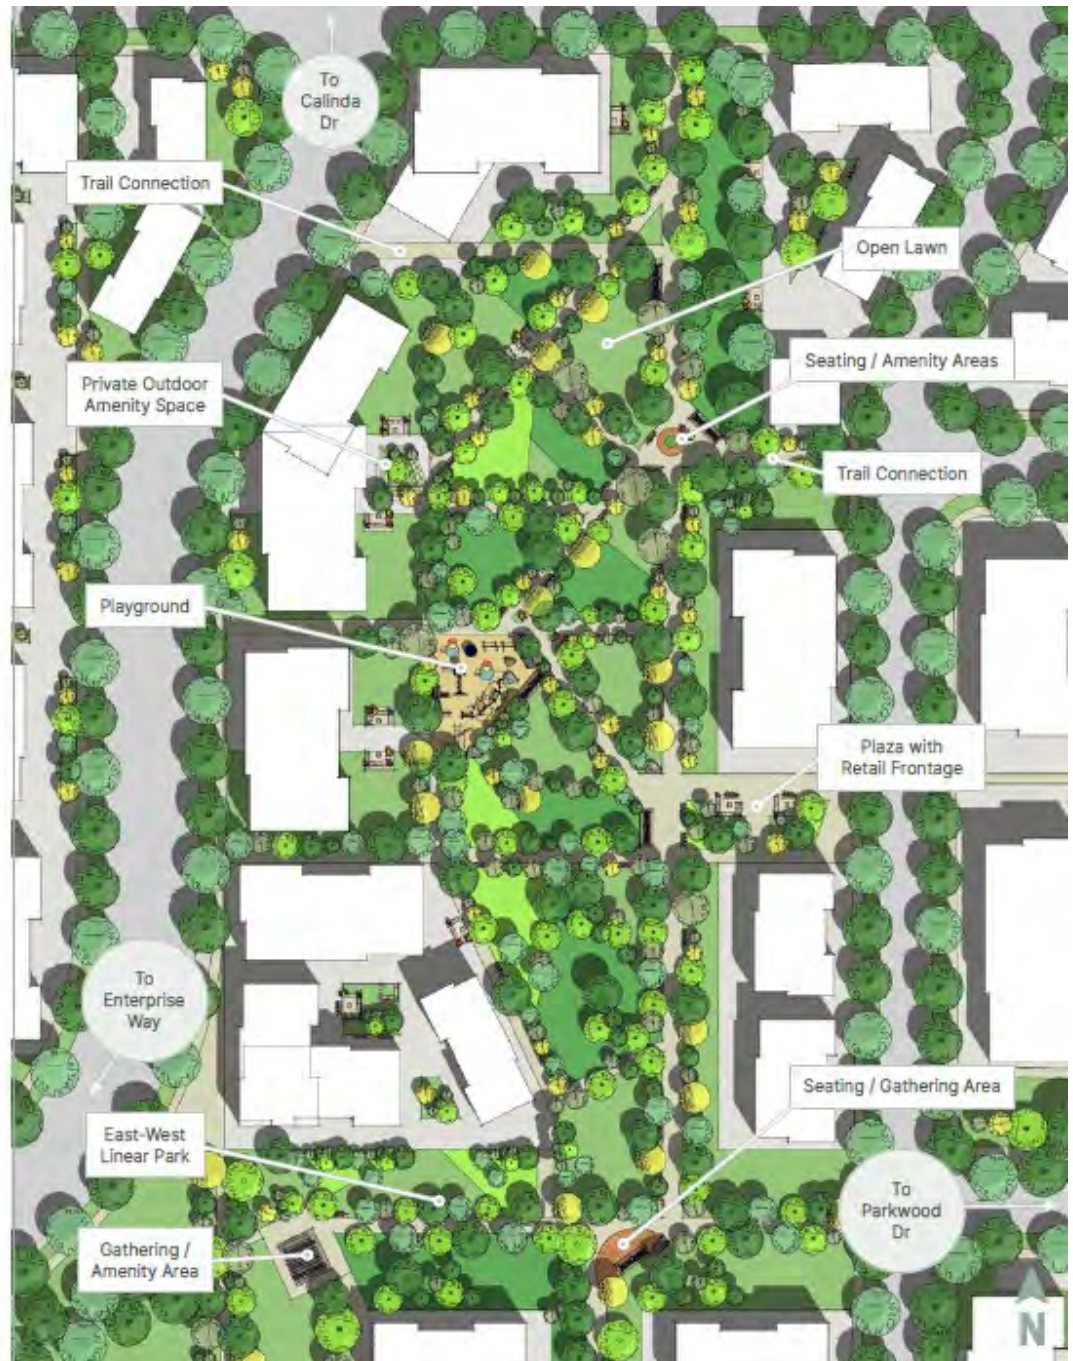 To
Calinda
Dr
Trail Connection
Open Lawn
Seating / Amenity Areas
Private Outdoor
Amenity Space
Trail Connection
Playground
Plaza with
Retail Frontage
To
Enterprise
Way
Seating / Gathering Area
East-West
Linear Park
To
Parkwood
Dr
Gathering /
Amenity Area
N